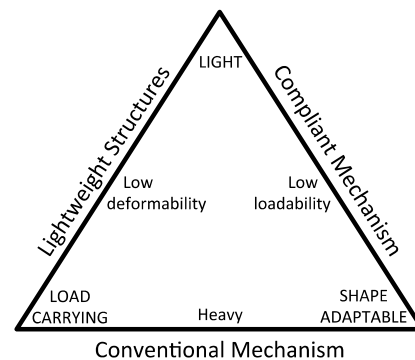 LIGHT
Lightweight Structures
Compliant Mechanism
Low
deformability
Low
loadability
LOAD
CARRYING
Heavy
SHAPE
ADAPTABLE
Conventional Mechanism